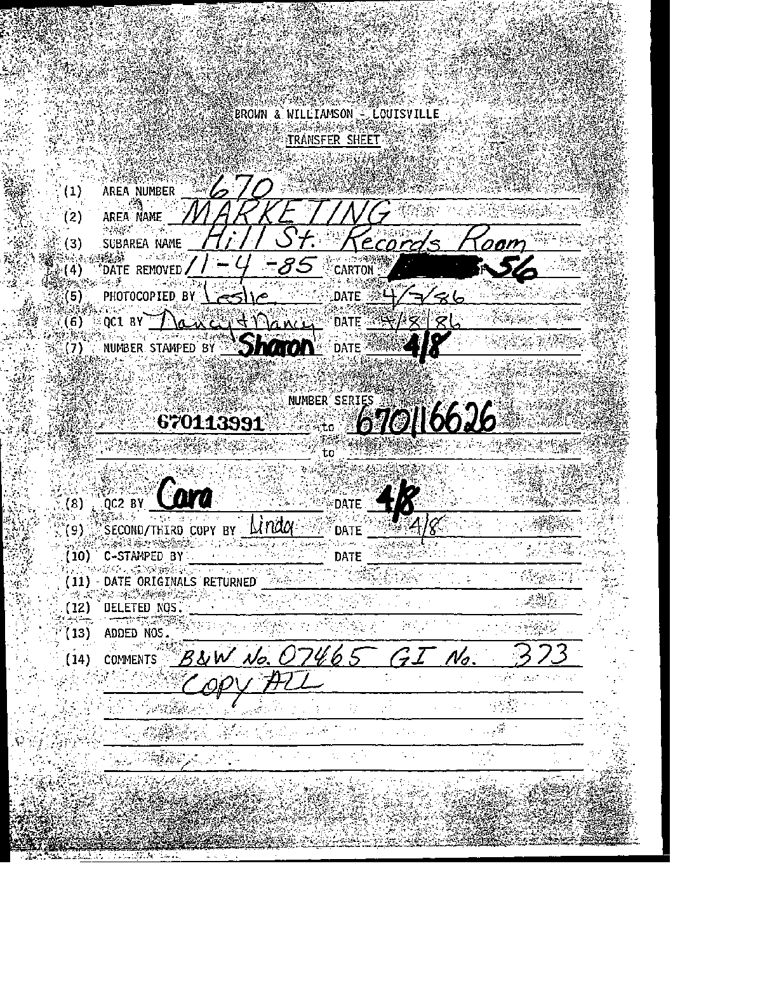 BROWN & WILLIAMSON - LOUISVILLE
TRANSFER SHEET
(1) AREA NUMBER 670
(2) AREA NAME MARKETING
(3) SUBAREA NAME Hill St. Records Room
(4) DATE REMOVED 11-4-85 CARTON 56
(5) PHOTOCOPIED BY Leslie DATE 4/7/86
(6) QC1 BY Nancy & Nancy DATE 4/8/86
(7) NUMBER STAMPED BY Sharon DATE 4/8
NUMBER SERIES
670113991 to 670116626
to
(8) QC2 BY Cara DATE 4/8
(9) SECOND/THIRD COPY BY Linda DATE 4/8
(10) C-STAMPED BY DATE
(11) DATE ORIGINALS RETURNED
(12) DELETED NOS.
(13) ADDED NOS.
(14) COMMENTS B&W No. 07465 GI No. 373
COPY ALL